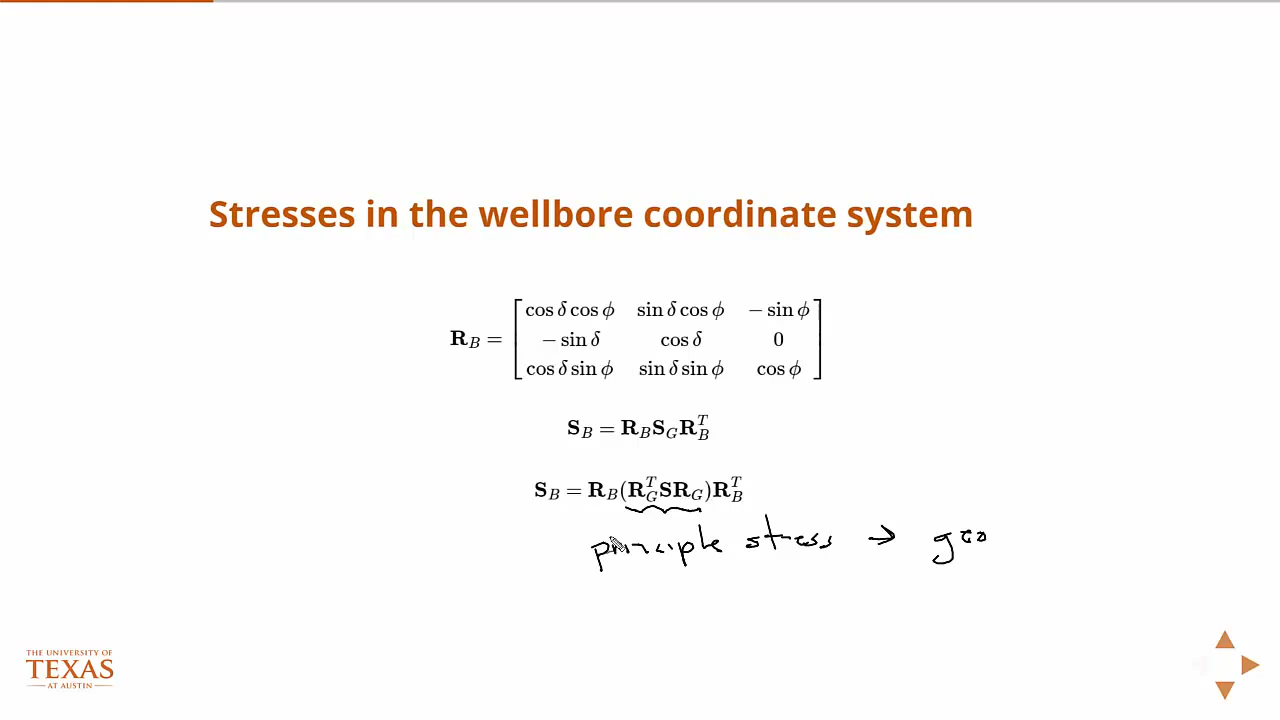 Stresses in the wellbore coordinate system
R_B = [ cos δ cos ϕ   sin δ cos ϕ   − sin ϕ
− sin δ   cos δ   0
cos δ sin ϕ   sin δ sin ϕ   cos ϕ ]
S_B = R_B S_G R_B^T
S_B = R_B (R_G^T S R_G) R_B^T
principle stress → geo
THE UNIVERSITY OF
TEXAS
AT AUSTIN